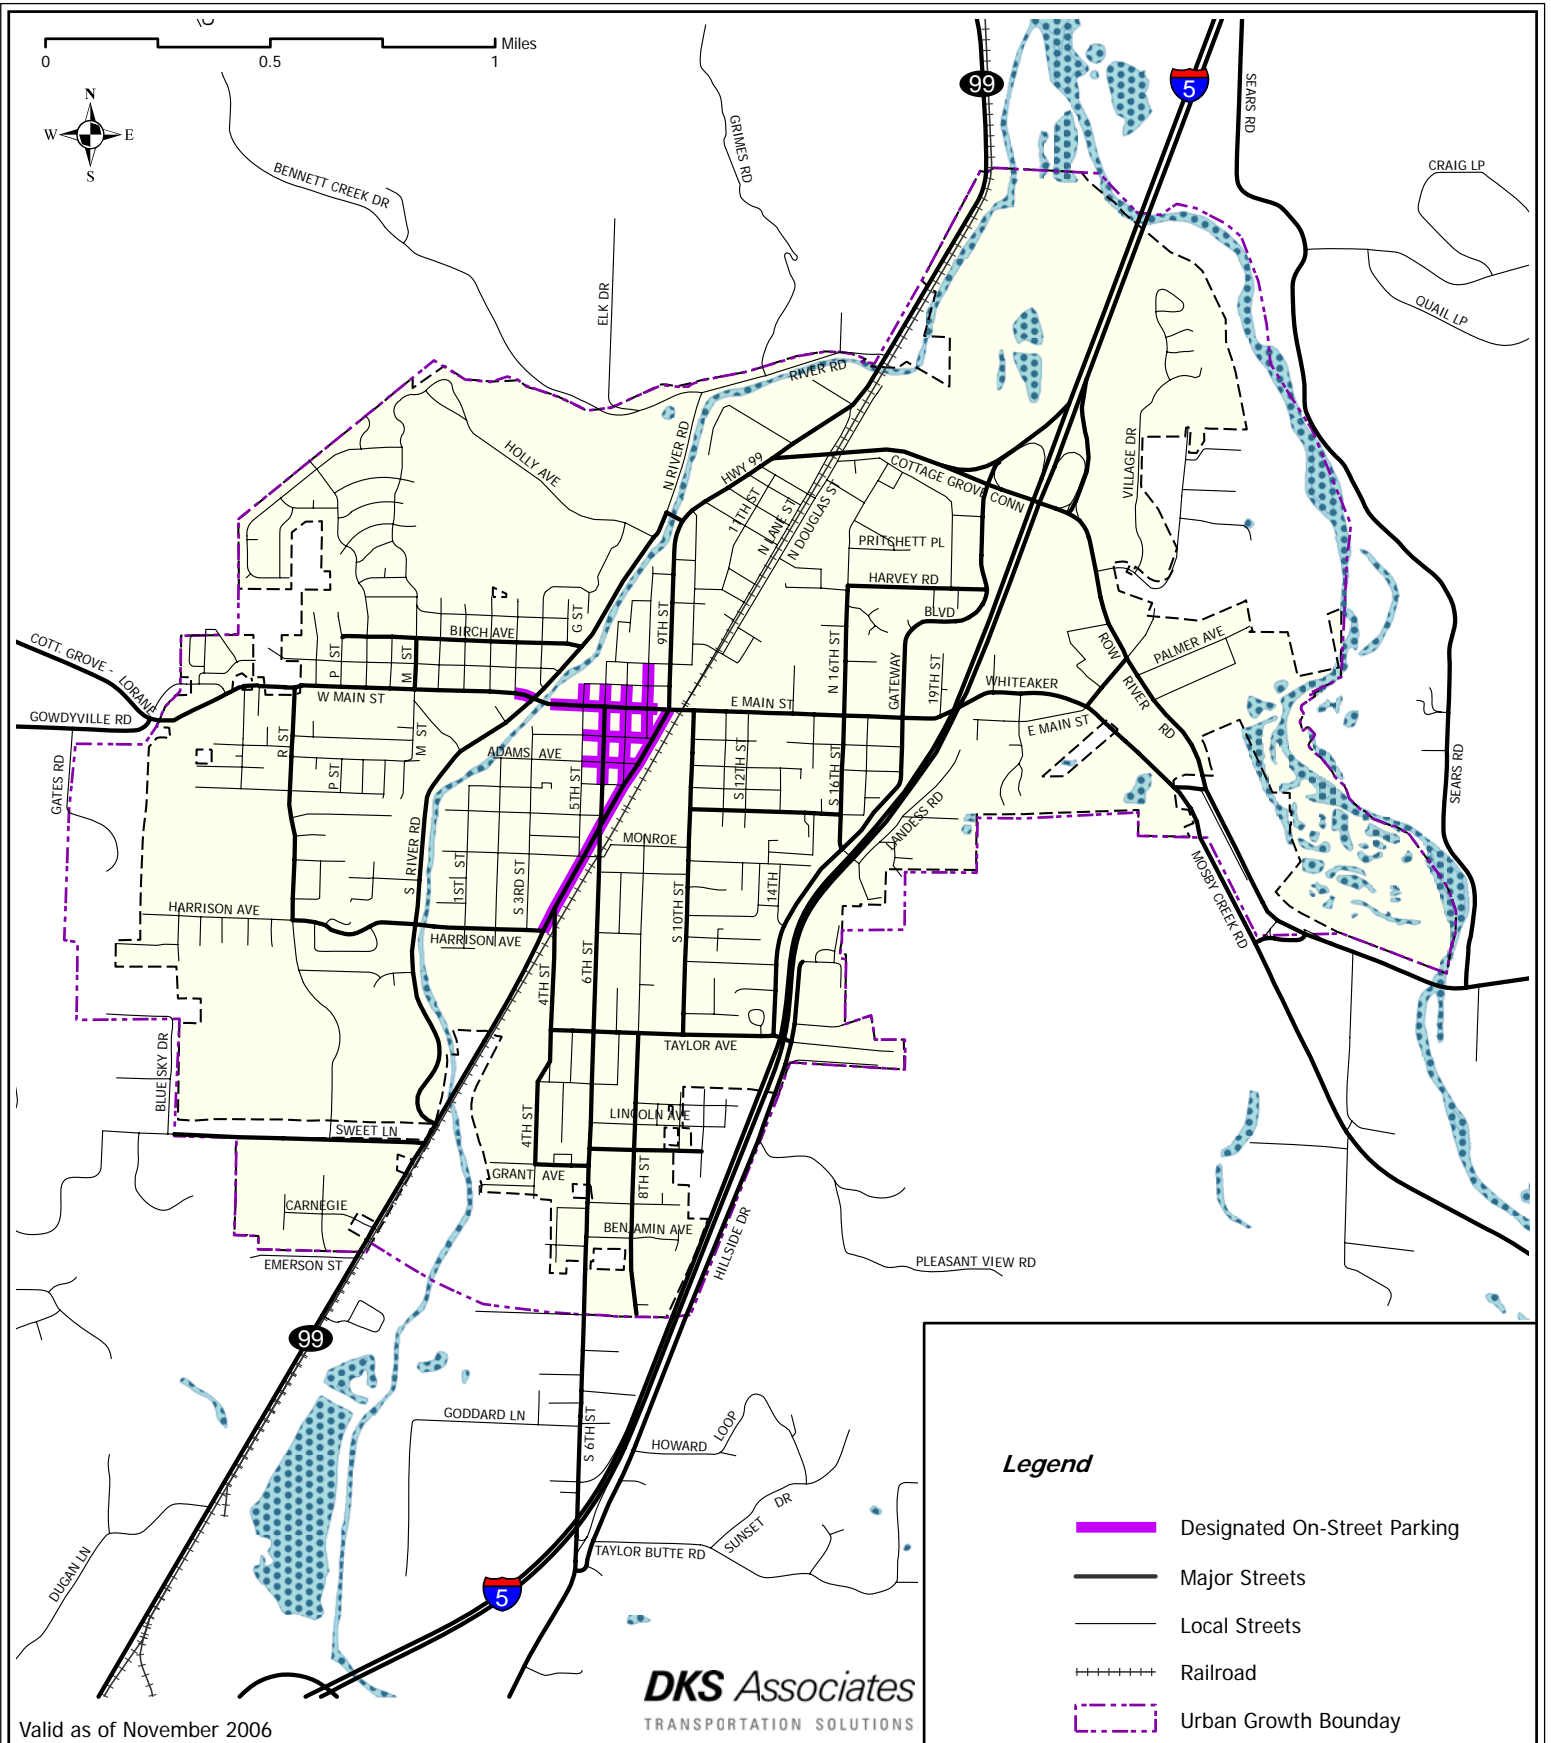 Miles
0
0.5
1
N
W
E
S
99
5
SEARS RD
GRIMES RD
BENNETT CREEK DR
CRAIG LP
QUAIL LP
ELK DR
RIVER RD
N RIVER RD
HOLLY AVE
HWY 99
COTTAGE GROVE CONN
VILLAGE DR
11TH ST
N LANE ST
N DOUGLAS ST
PRITCHETT PL
HARVEY RD
BLVD
G ST
9TH ST
BIRCH AVE
P ST
M ST
N 16TH ST
GATEWAY
19TH ST
ROW
RIVER
RD
PALMER AVE
COTT. GROVE - LORANE
GOWDYVILLE RD
W MAIN ST
E MAIN ST
WHITEAKER
E MAIN ST
R ST
M ST
P ST
ADAMS AVE
5TH ST
S 12TH ST
S 16TH ST
GATES RD
SEARS RD
LANDESS RD
MONROE
S RIVER RD
1ST ST
S 3RD ST
14TH
S 10TH ST
MOSBY CREEK RD
HARRISON AVE
HARRISON AVE
4TH ST
6TH ST
TAYLOR AVE
BLUE SKY DR
LINCOLN AVE
4TH ST
SWEET LN
GRANT AVE
8TH ST
CARNEGIE
BENJAMIN AVE
HILLSIDE DR
EMERSON ST
PLEASANT VIEW RD
99
GODDARD LN
S 6TH ST
HOWARD
LOOP
SUNSET DR
TAYLOR BUTTE RD
DUGAN LN
5
Legend
Designated On-Street Parking
Major Streets
Local Streets
Railroad
Urban Growth Bounday
DKS Associates
TRANSPORTATION SOLUTIONS
Valid as of November 2006